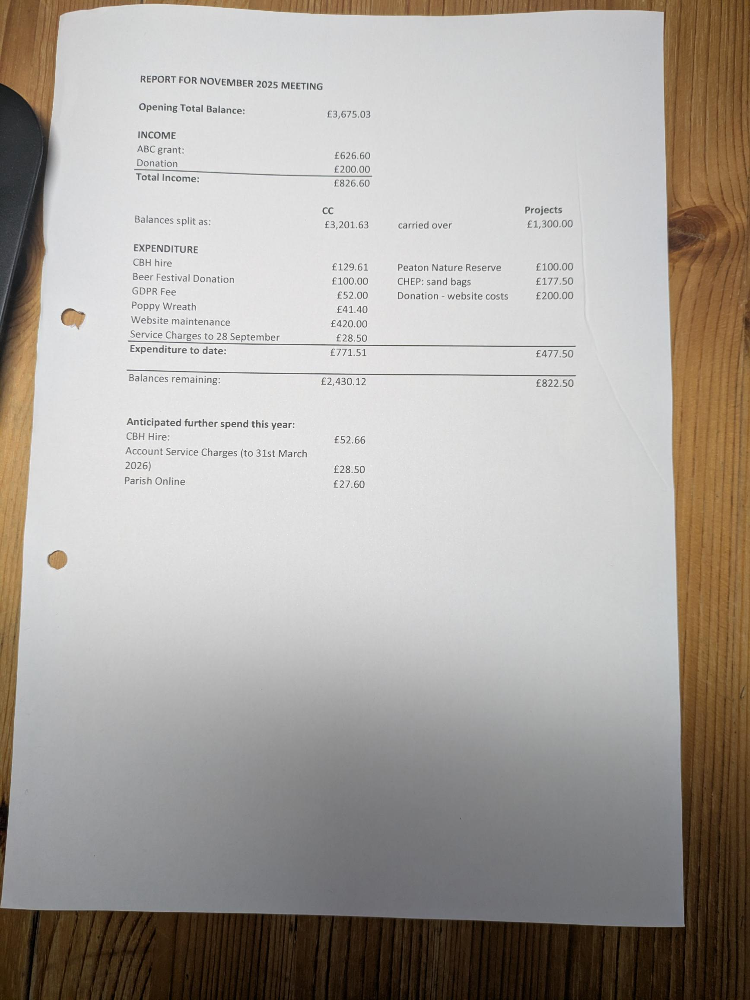 REPORT FOR NOVEMBER 2025 MEETING
Opening Total Balance: £3,675.03
INCOME
ABC grant: £626.60
Donation £200.00
Total Income: £826.60
CC Projects
Balances split as: £3,201.63 carried over £1,300.00
EXPENDITURE
CBH hire £129.61 Peaton Nature Reserve £100.00
Beer Festival Donation £100.00 CHEP: sand bags £177.50
GDPR Fee £52.00 Donation - website costs £200.00
Poppy Wreath £41.40
Website maintenance £420.00
Service Charges to 28 September £28.50
Expenditure to date: £771.51 £477.50
Balances remaining: £2,430.12 £822.50
Anticipated further spend this year:
CBH Hire: £52.66
Account Service Charges (to 31st March
2026) £28.50
Parish Online £27.60